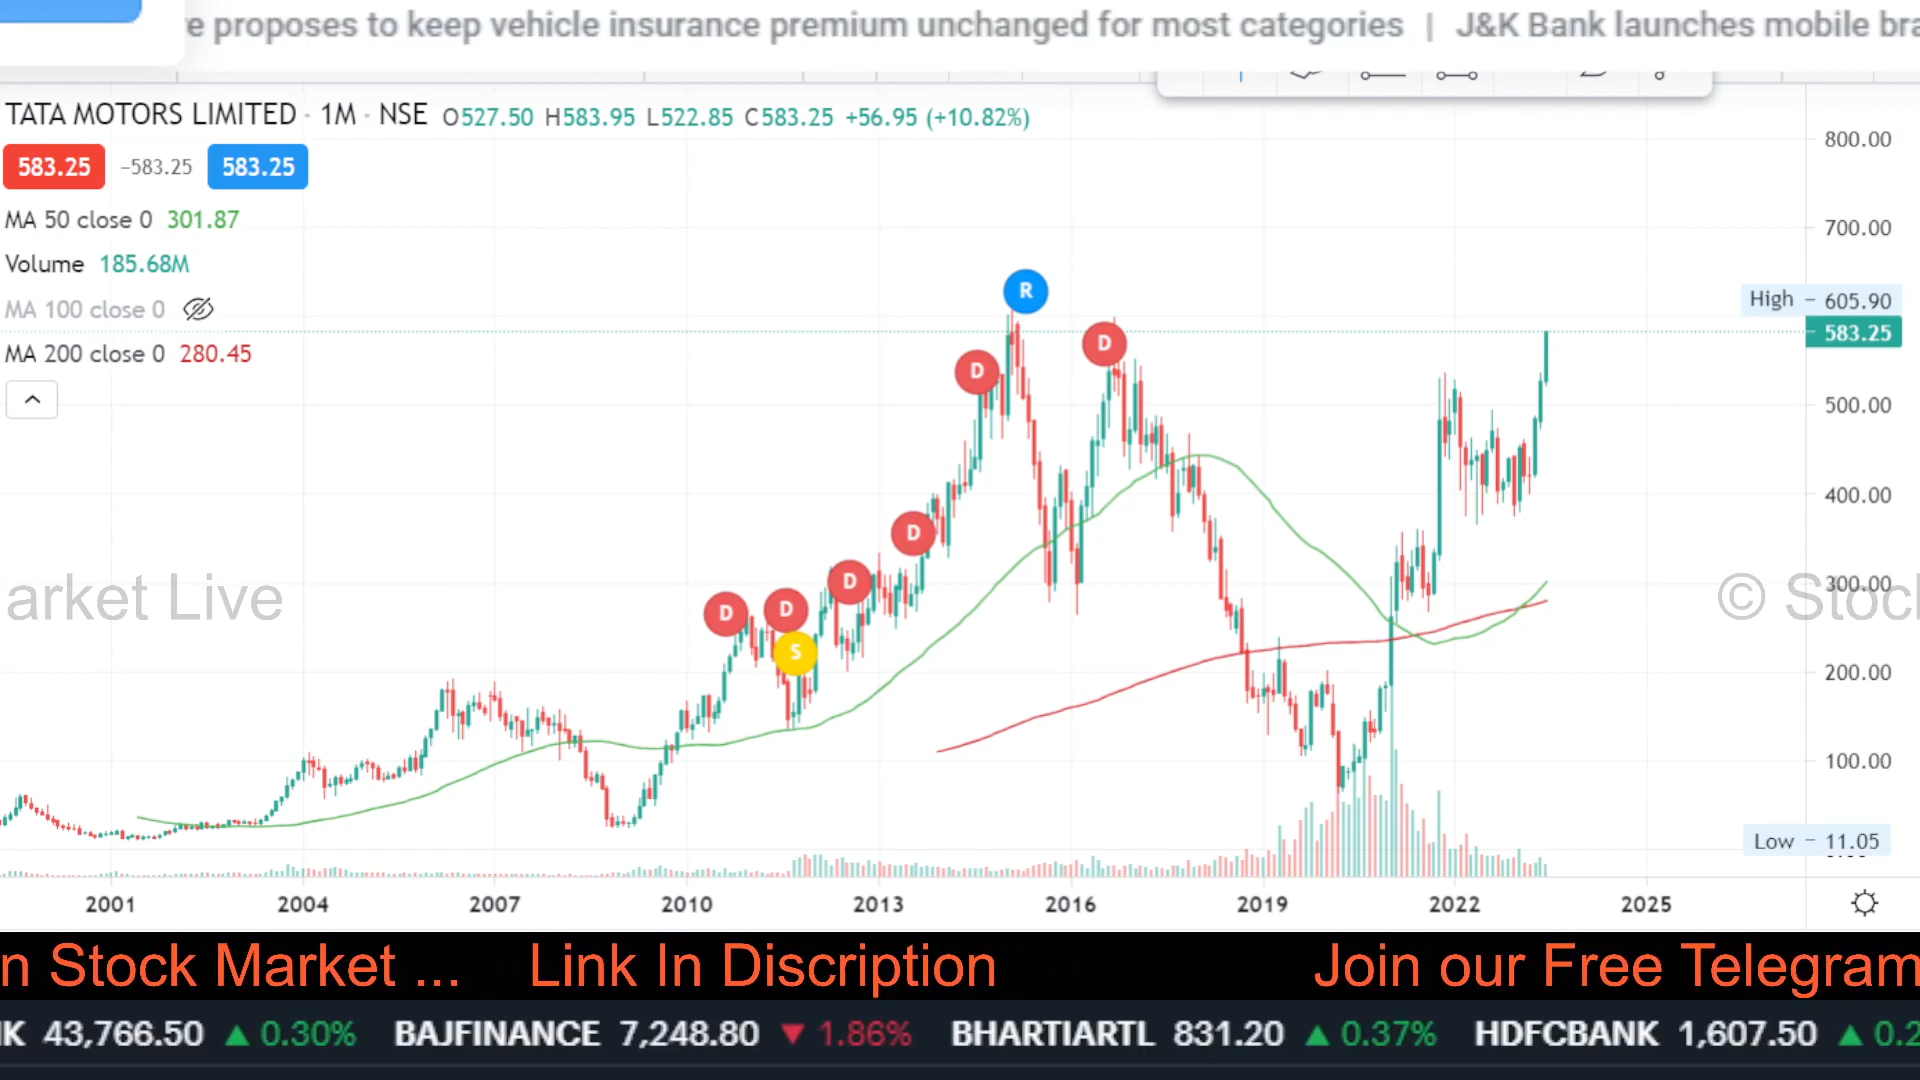 e proposes to keep vehicle insurance premium unchanged for most categories | J&K Bank launches mobile bra
TATA MOTORS LIMITED · 1M · NSE O527.50 H583.95 L522.85 C583.25 +56.95 (+10.82%)
800.00
583.25 −583.25 583.25
MA 50 close 0 301.87
700.00
Volume 185.68M
R
High 605.90
MA 100 close 0
583.25
D
MA 200 close 0 280.45
D
500.00
400.00
D
D
300.00
arket Live
© Stock
D
D
S
200.00
100.00
Low 11.05
2001 2004 2007 2010 2013 2016 2019 2022 2025
n Stock Market ... Link In Discription Join our Free Telegram
IK 43,766.50 ▲ 0.30% BAJFINANCE 7,248.80 ▼ 1.86% BHARTIARTL 831.20 ▲ 0.37% HDFCBANK 1,607.50 ▲ 0.2